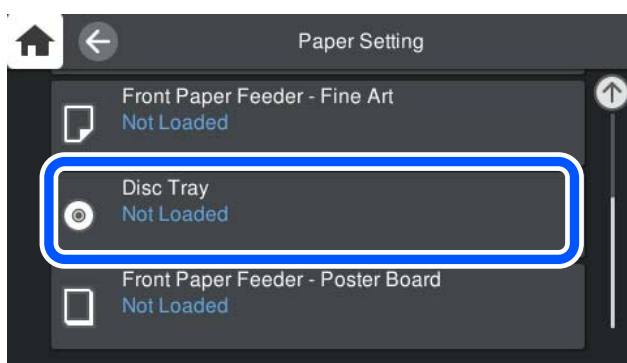 Paper Setting
Front Paper Feeder - Fine Art
Not Loaded
Disc Tray
Not Loaded
Front Paper Feeder - Poster Board
Not Loaded